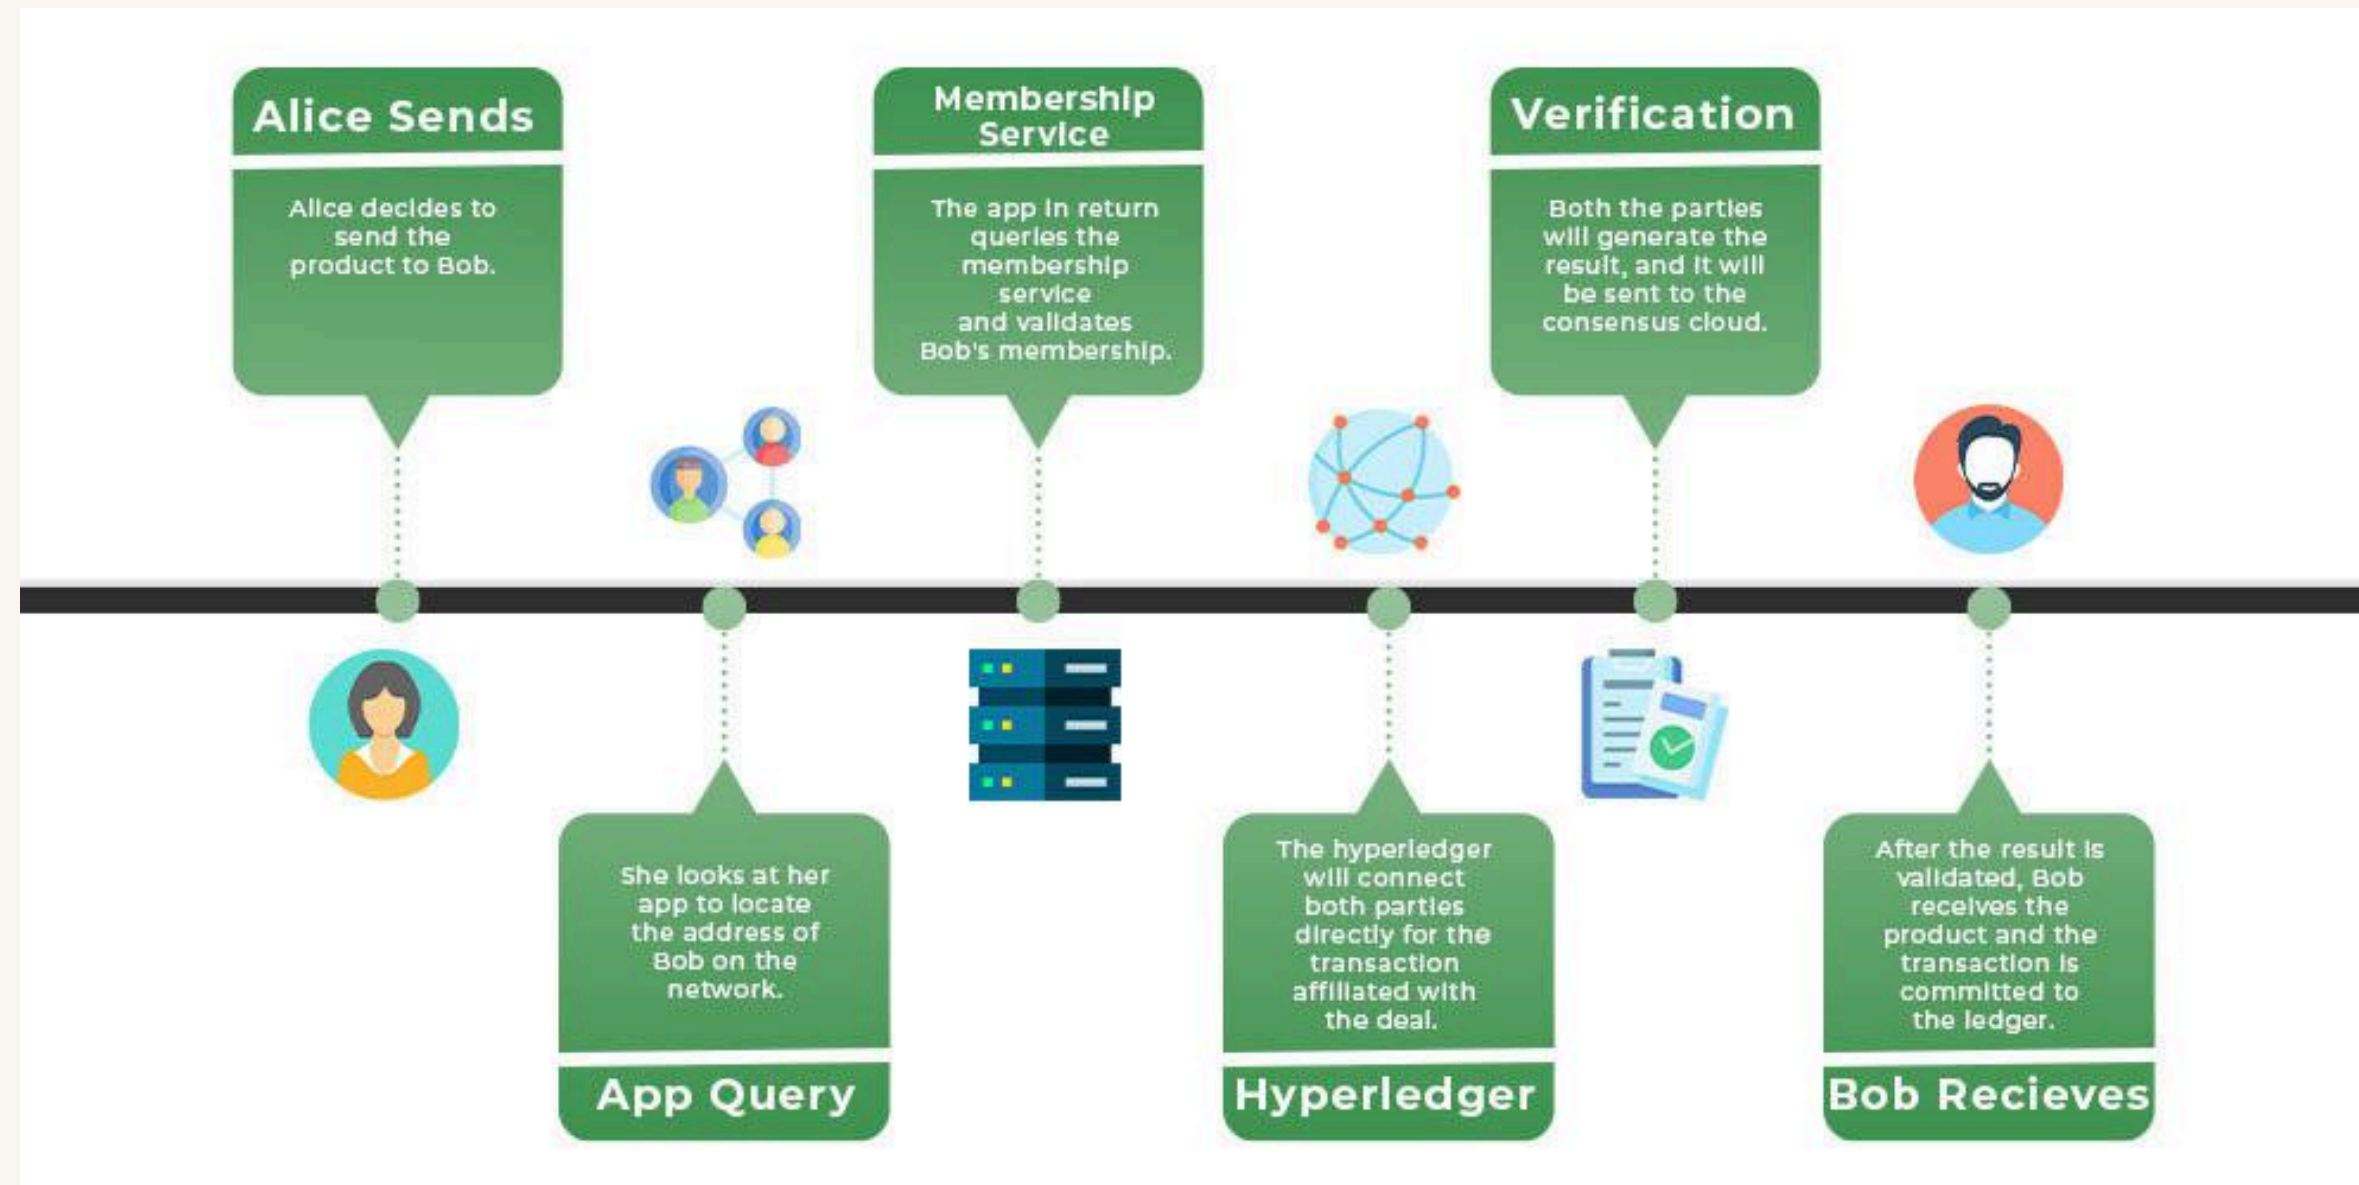 Alice Sends
Alice decides to
send the
product to Bob.
She looks at her
app to locate
the address of
Bob on the
network.
App Query
Membership
Service
The app in return
queries the
membership
service
and validates
Bob's membership.
The hyperledger
will connect
both parties
directly for the
transaction
affiliated with
the deal.
Hyperledger
Verification
Both the parties
will generate the
result, and it will
be sent to the
consensus cloud.
After the result is
validated, Bob
receives the
product and the
transaction is
committed to
the ledger.
Bob Recieves